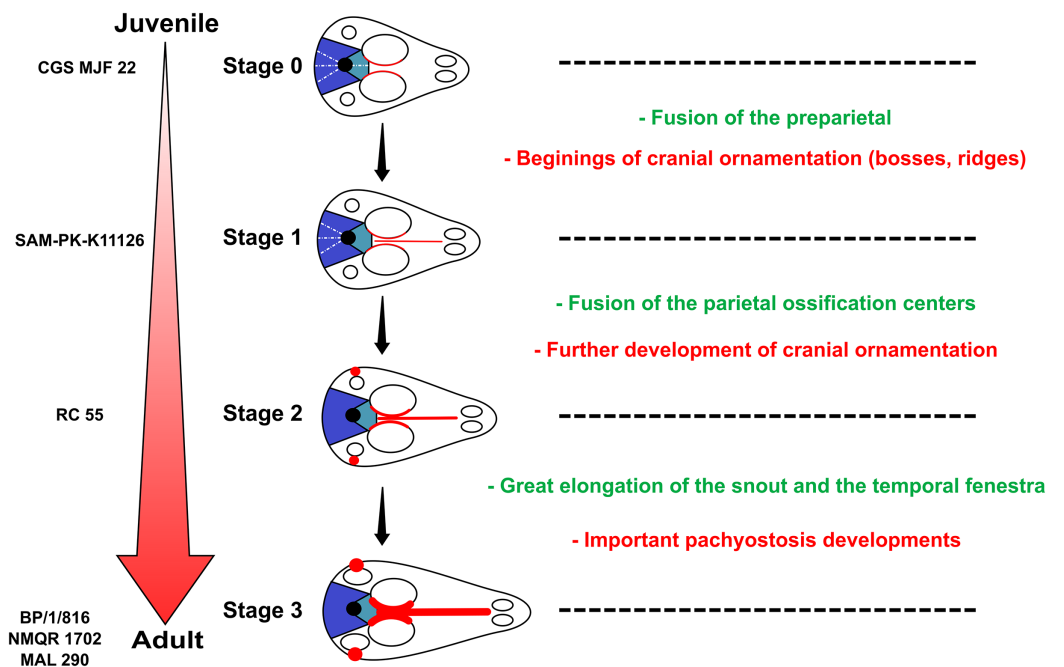 Juvenile
CGS MJF 22
Stage 0
- Fusion of the preparietal
- Beginings of cranial ornamentation (bosses, ridges)
SAM-PK-K11126
Stage 1
- Fusion of the parietal ossification centers
- Further development of cranial ornamentation
RC 55
Stage 2
- Great elongation of the snout and the temporal fenestra
- Important pachyostosis developments
Stage 3
BP/1/816
NMQR 1702
MAL 290
Adult